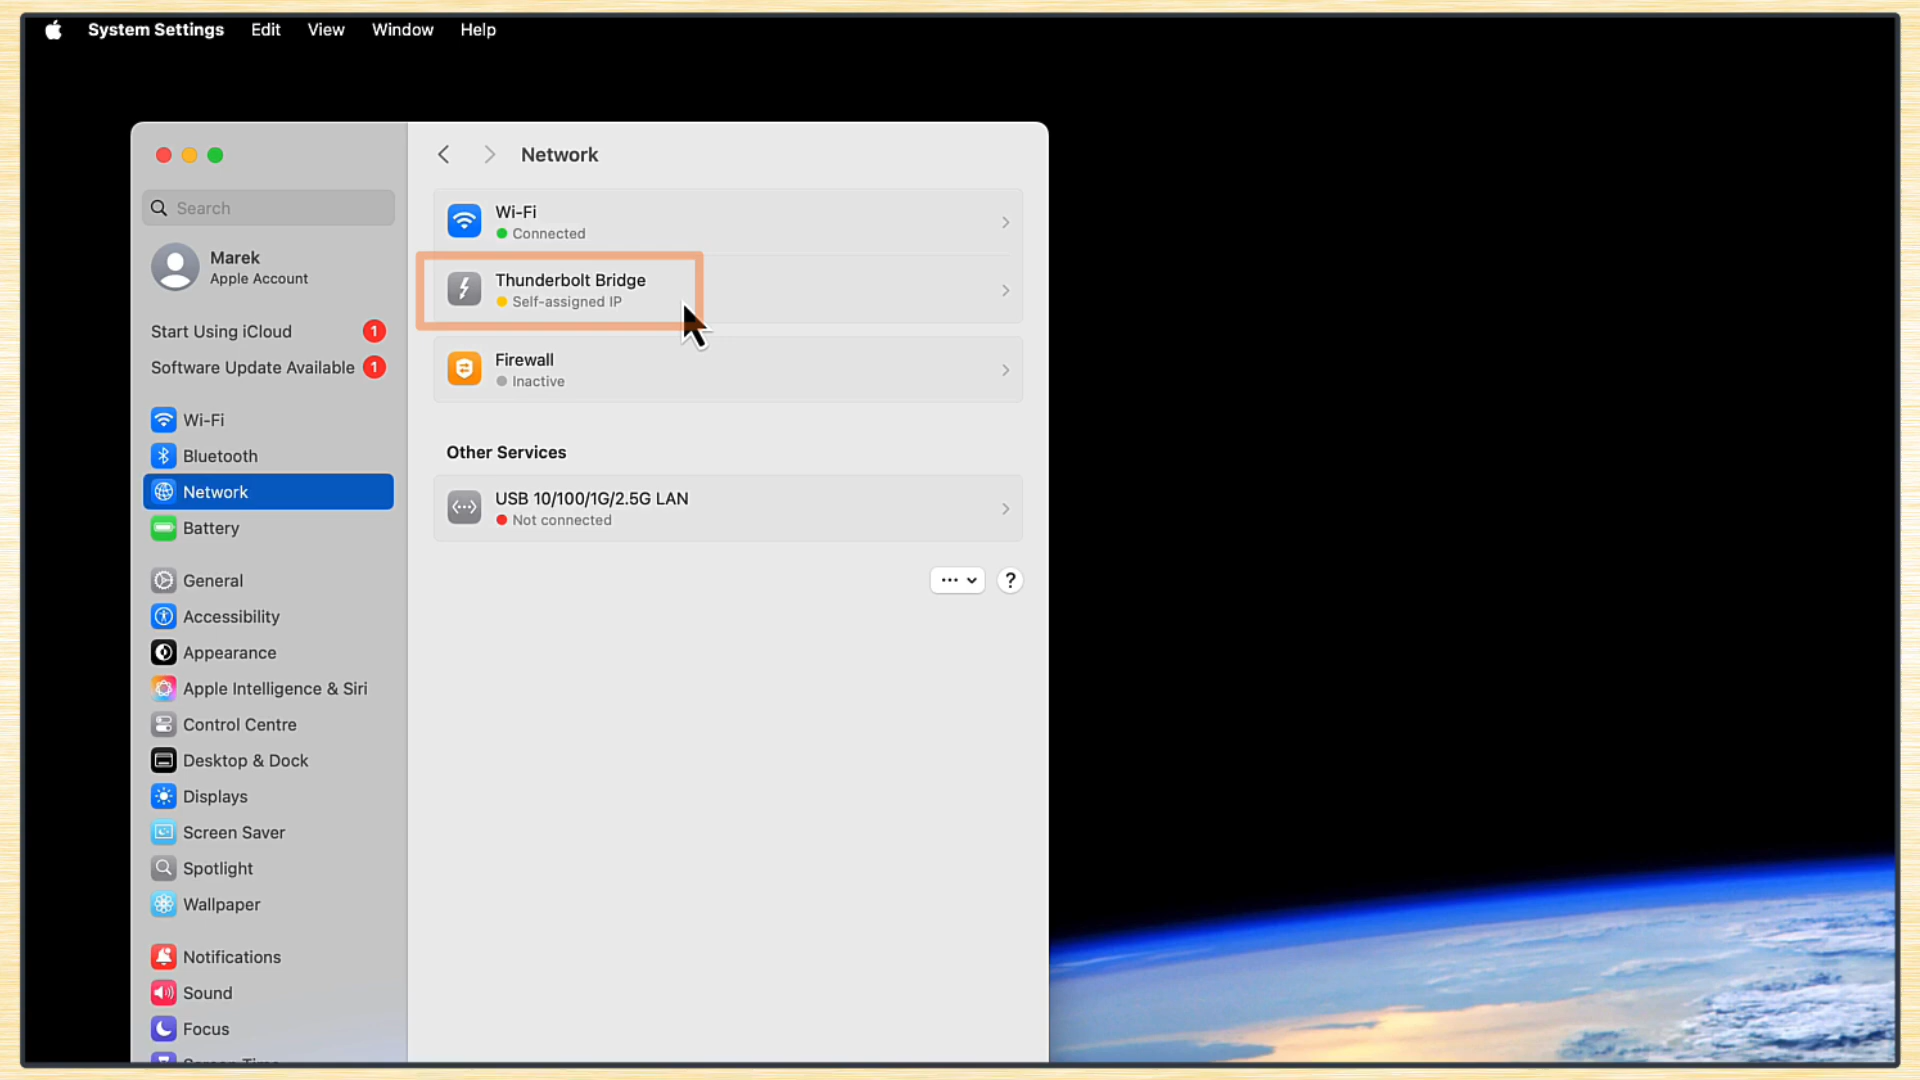 System Settings Edit View Window Help
Network
Search
Marek
Apple Account
Start Using iCloud 1
Software Update Available 1
Wi-Fi
Bluetooth
Network
Battery
General
Accessibility
Appearance
Apple Intelligence & Siri
Control Centre
Desktop & Dock
Displays
Screen Saver
Spotlight
Wallpaper
Notifications
Sound
Focus
Wi-Fi
Connected
Thunderbolt Bridge
Self-assigned IP
Firewall
Inactive
Other Services
USB 10/100/1G/2.5G LAN
Not connected
?